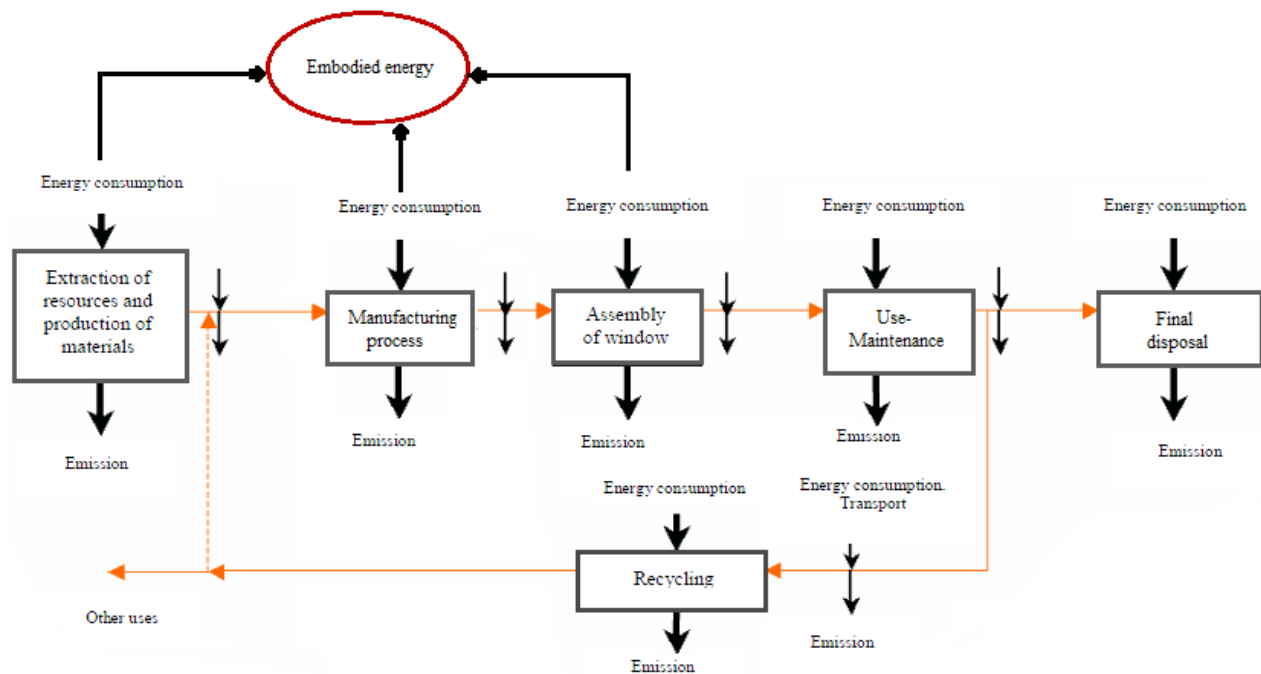 Embodied energy
Energy consumption
Energy consumption
Energy consumption
Energy consumption
Energy consumption
Extraction of
resources and
production of
materials
Manufacturing
process
Assembly
of window
Use-
Maintenance
Final
disposal
Emission
Emission
Emission
Emission
Emission
Energy consumption
Energy consumption.
Transport
Recycling
Other uses
Emission
Emission